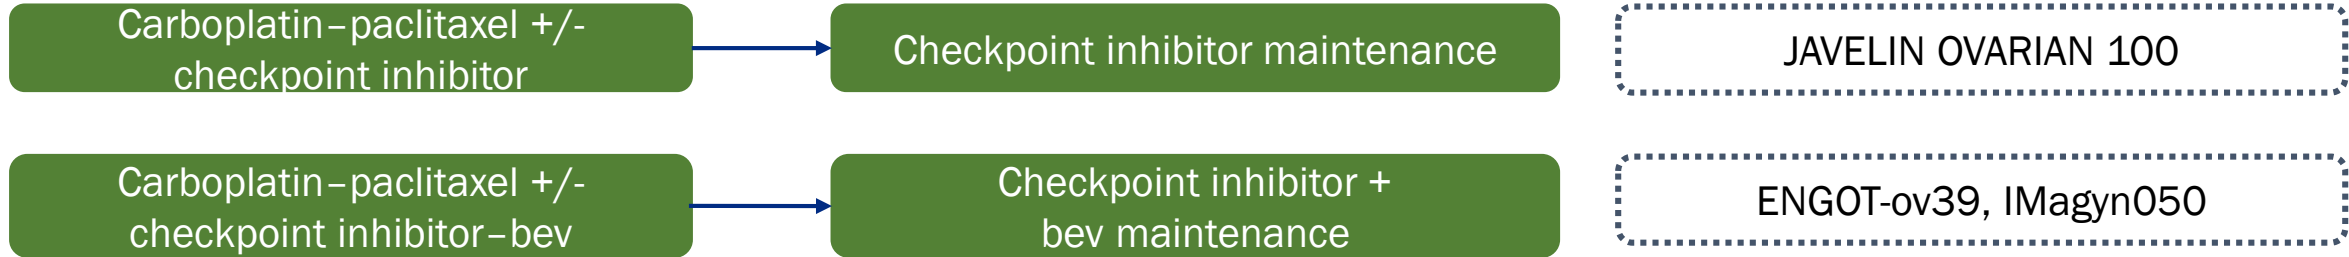 Carboplatin–paclitaxel +/-
checkpoint inhibitor
Checkpoint inhibitor maintenance
JAVELIN OVARIAN 100
Carboplatin–paclitaxel +/-
checkpoint inhibitor–bev
Checkpoint inhibitor +
bev maintenance
ENGOT-ov39, IMagyn050